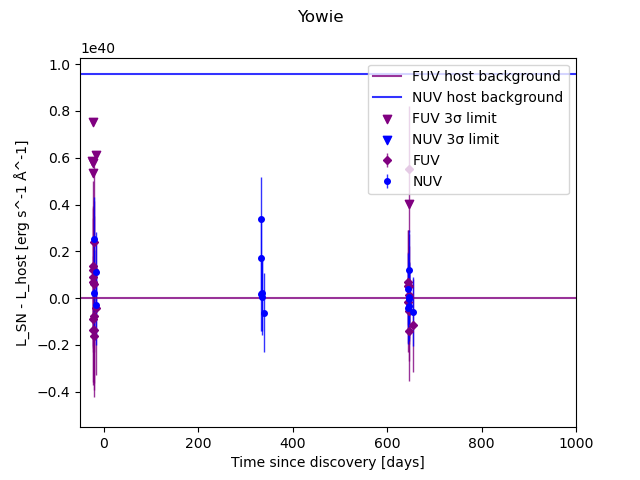 Yowie
1e40
1.0
0.8
0.6
0.4
0.2
0.0
−0.2
−0.4
L_SN - L_host [erg s^-1 Å^-1]
FUV host background
NUV host background
FUV 3σ limit
NUV 3σ limit
FUV
NUV
0
200
400
600
800
1000
Time since discovery [days]